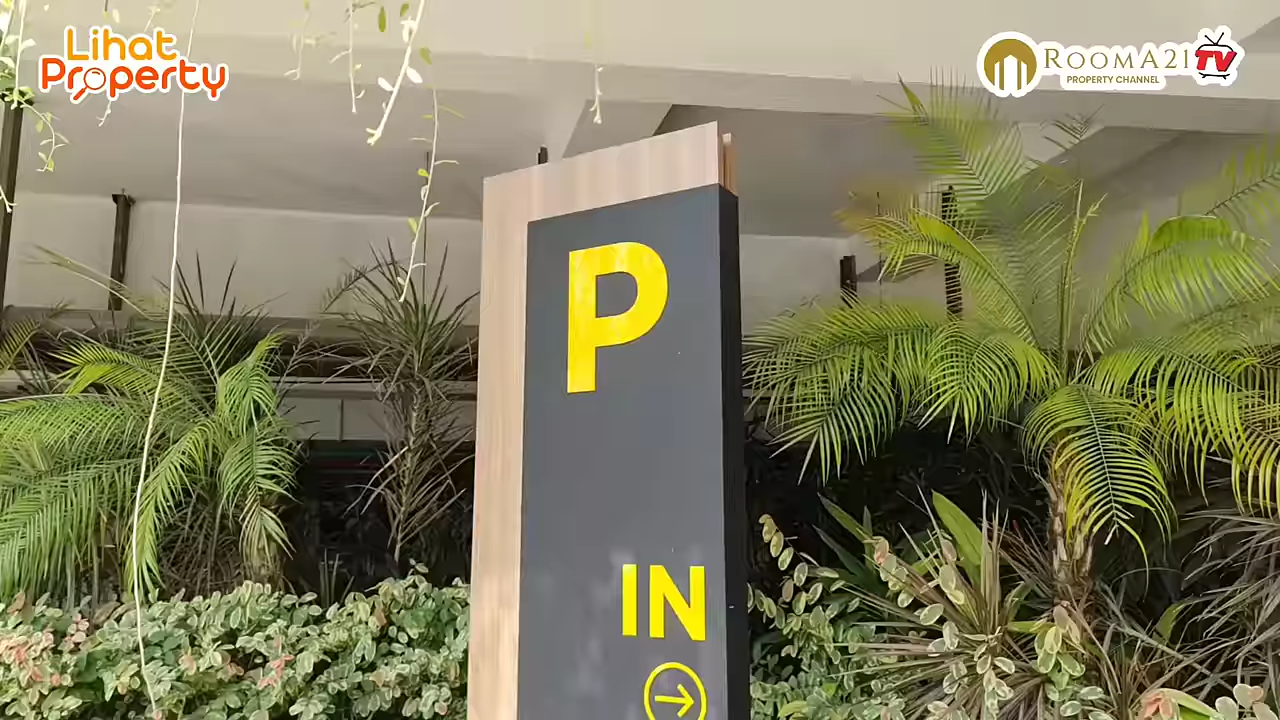 Lihat
Property
ROOMA21
TV
PROPERTY CHANNEL
P
IN